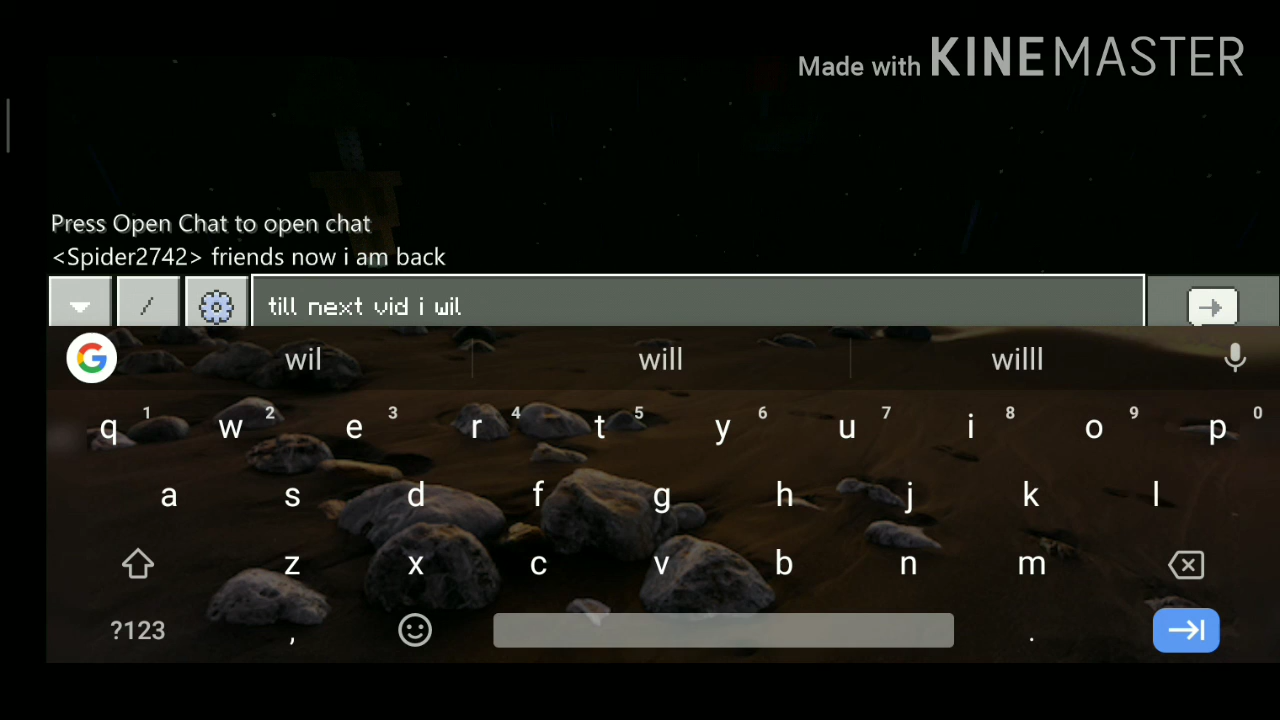 Made with KINEMASTER
Press Open Chat to open chat
<Spider2742> friends now i am back
/ till next vid i wil
G wil will willl
q 1 w 2 e 3 r 4 t 5 y 6 u 7 i 8 o 9 p 0
a s d f g h j k l
z x c v b n m
?123 , .